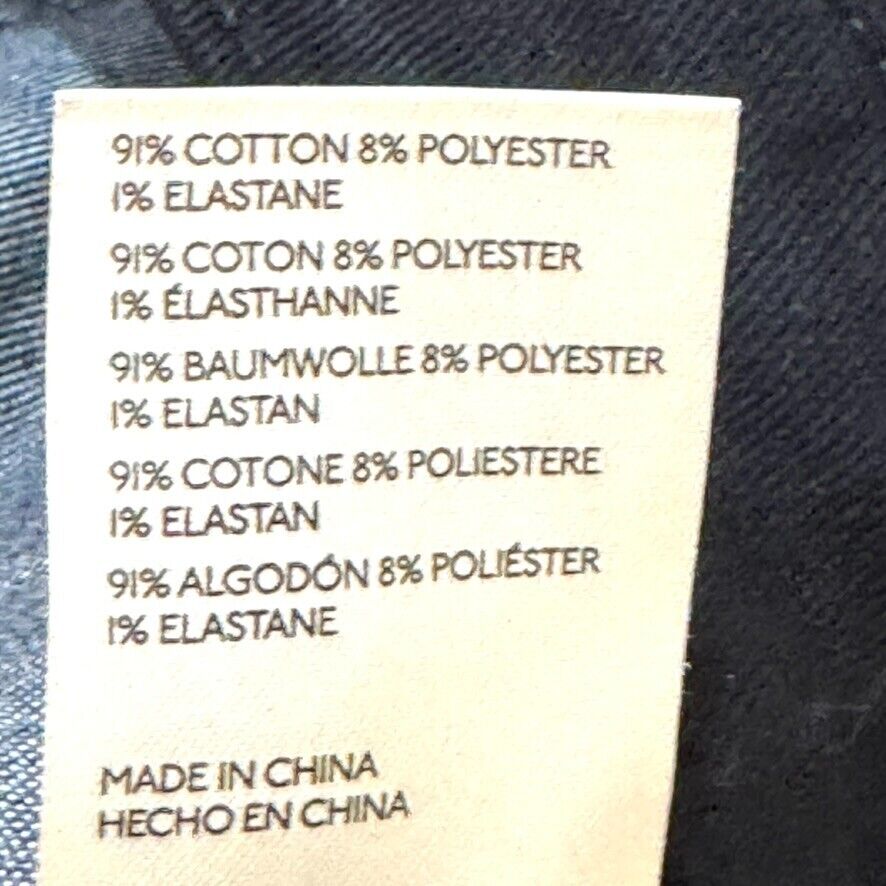 91% COTTON 8% POLYESTER
1% ELASTANE
91% COTON 8% POLYESTER
1% ÉLASTHANNE
91% BAUMWOLLE 8% POLYESTER
1% ELASTAN
91% COTONE 8% POLIESTERE
1% ELASTAN
91% ALGODÓN 8% POLIÉSTER
1% ELASTANE
MADE IN CHINA
HECHO EN CHINA